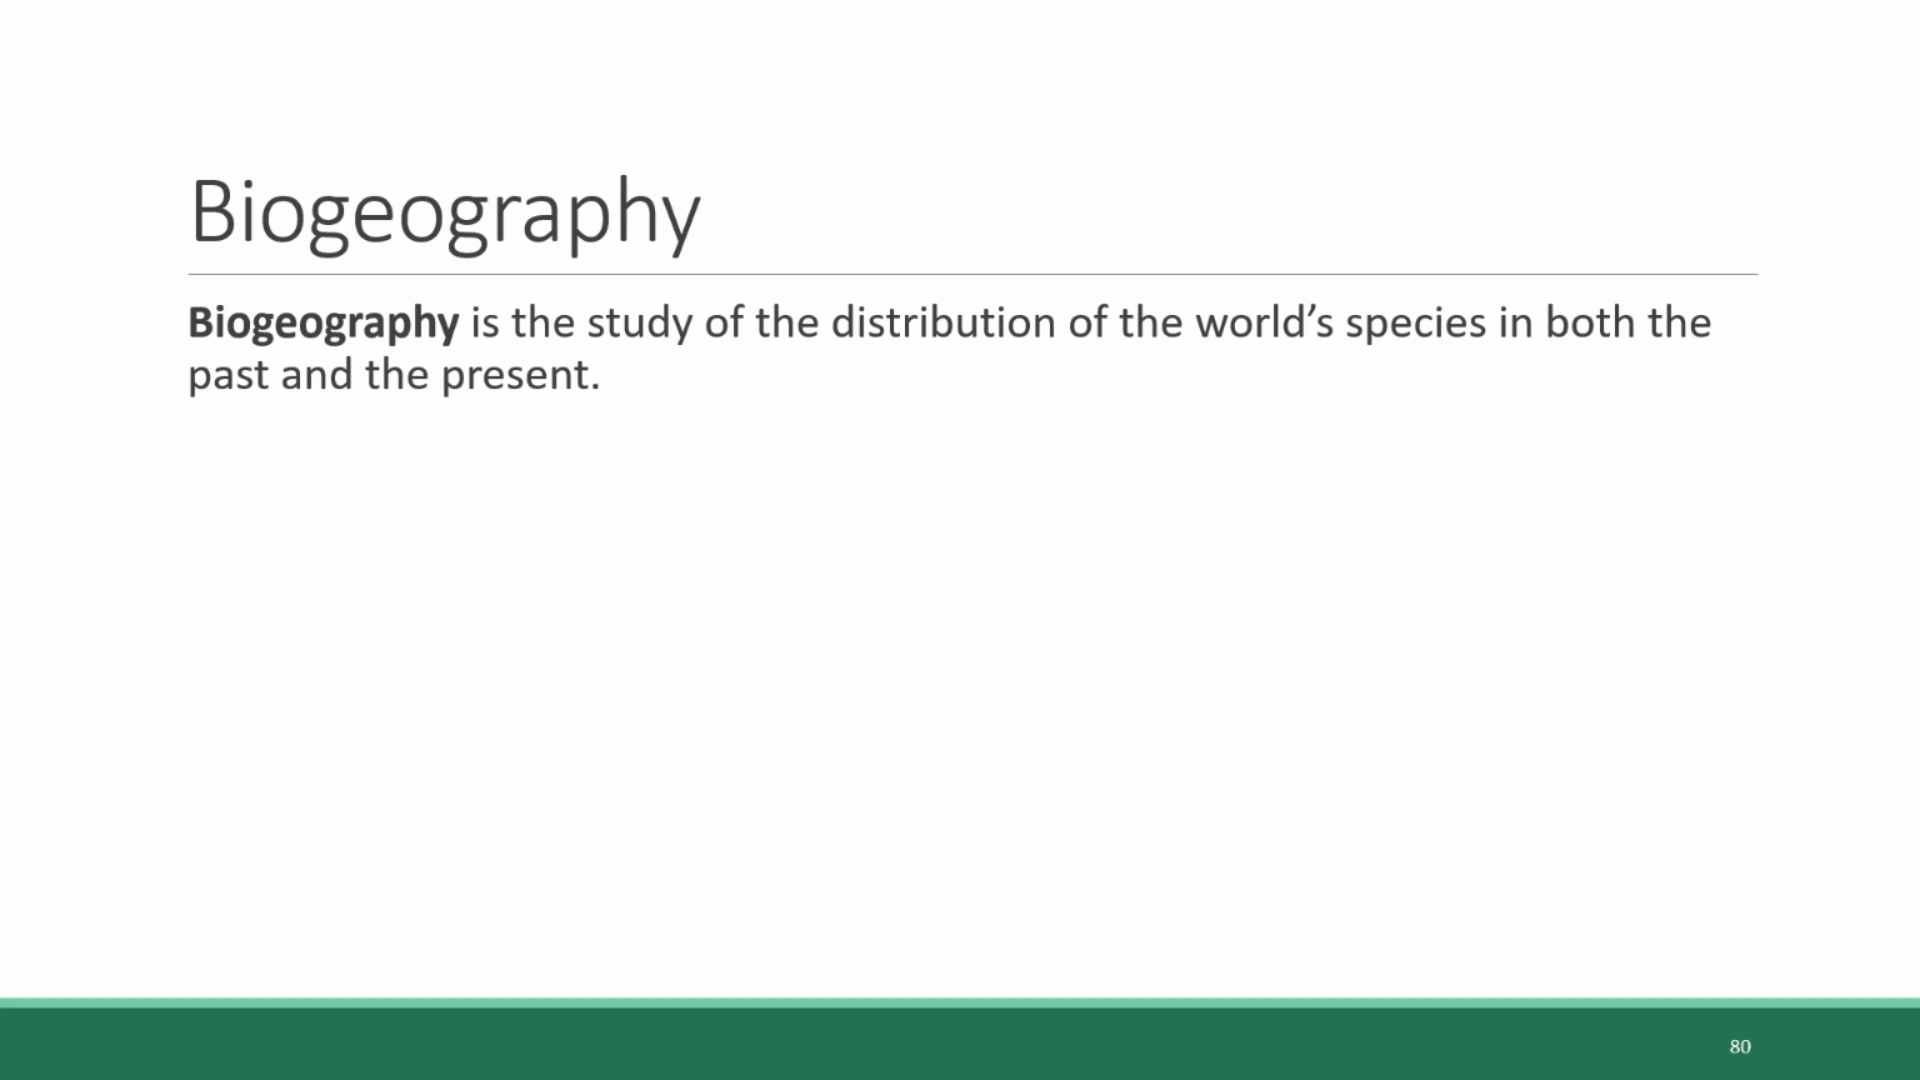 Biogeography
Biogeography is the study of the distribution of the world’s species in both the
past and the present.
80